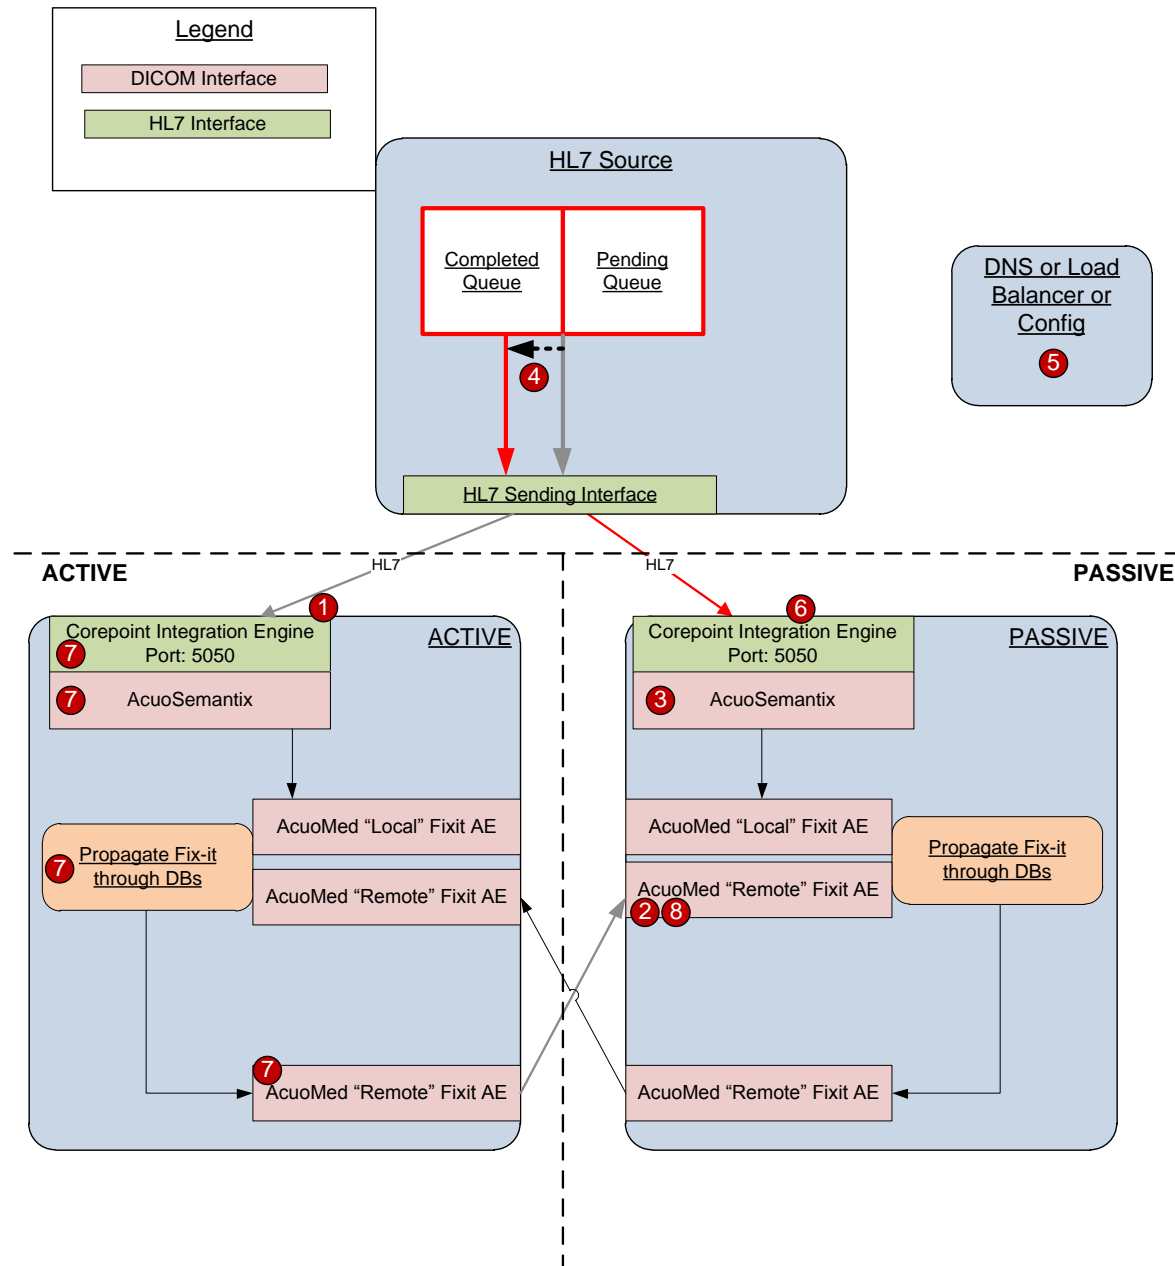 Legend
DICOM Interface
HL7 Interface
HL7 Source
Completed
Queue
Pending
Queue
4
HL7 Sending Interface
DNS or Load
Balancer or
Config
5
HL7
HL7
ACTIVE
PASSIVE
1
Corepoint Integration Engine
Port: 5050
7
ACTIVE
7
AcuoSemantix
AcuoMed “Local” Fixit AE
Propagate Fix-it
through DBs
7
AcuoMed “Remote” Fixit AE
7
AcuoMed “Remote” Fixit AE
6
Corepoint Integration Engine
Port: 5050
PASSIVE
3
AcuoSemantix
AcuoMed “Local” Fixit AE
Propagate Fix-it
through DBs
AcuoMed “Remote” Fixit AE
2 8
AcuoMed “Remote” Fixit AE